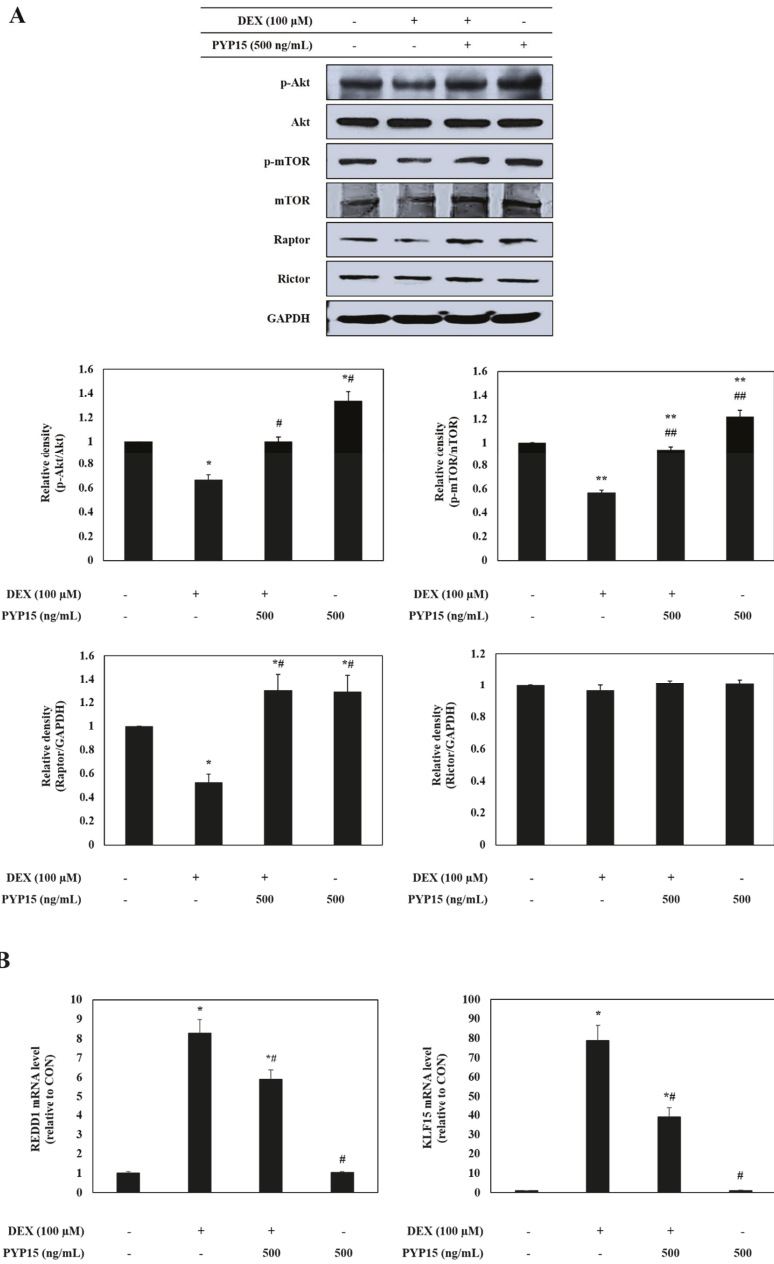 A
DEX (100 µM) - + + -
PYP15 (500 ng/mL) - - + +
p-Akt
Akt
p-mTOR
mTOR
Raptor
Rictor
GAPDH
1.6
1.4
1.2
1
0.8
0.6
0.4
0.2
0
Relative censity
(p-Akt/Akt)
*
#
*#
DEX (100 µM) - + + -
PYP15 (ng/mL) - - 500 500
1.6
1.4
1.2
1
0.8
0.6
0.4
0.2
0
Relative censity
(p-mTOR/nTOR)
**
**
##
**
##
DEX (100 µM) - + + -
PYP15 (ng/mL) - - 500 500
1.6
1.4
1.2
1
0.8
0.6
0.4
0.2
0
Relative density
(Raptor/GAPDH)
*
*#
*#
DEX (100 µM) - + + -
PYP15 (ng/mL) - - 500 500
1.2
1
0.8
0.6
0.4
0.2
0
Relative density
(Rictor/GAPDH)
DEX (100 µM) - + + -
PYP15 (ng/mL) - - 500 500
B
10
9
8
7
6
5
4
3
2
1
0
REDD1 mRNA level
(relative to CON)
*
*#
#
DEX (100 µM) - + + -
PYP15 (ng/mL) - - 500 500
100
90
80
70
60
50
40
30
20
10
0
KLF15 mRNA level
(relative to CON)
*
*#
#
DEX (100 µM) - + + -
PYP15 (ng/mL) - - 500 500